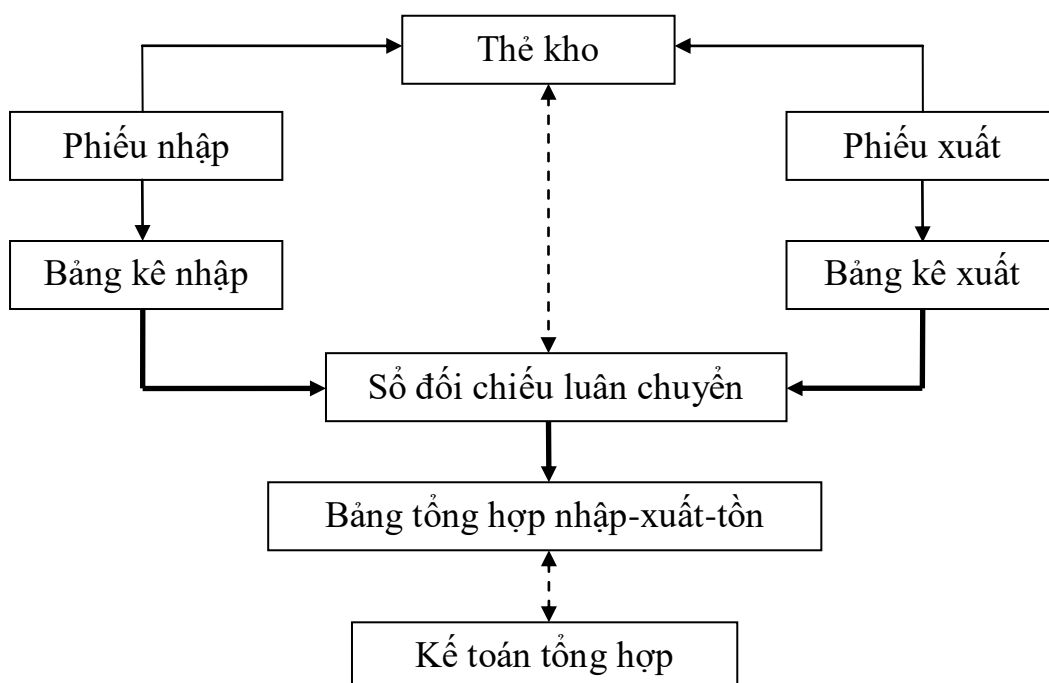 Thẻ kho
Phiếu nhập
Phiếu xuất
Bảng kê nhập
Bảng kê xuất
Sổ đối chiếu luân chuyển
Bảng tổng hợp nhập-xuất-tồn
Kế toán tổng hợp